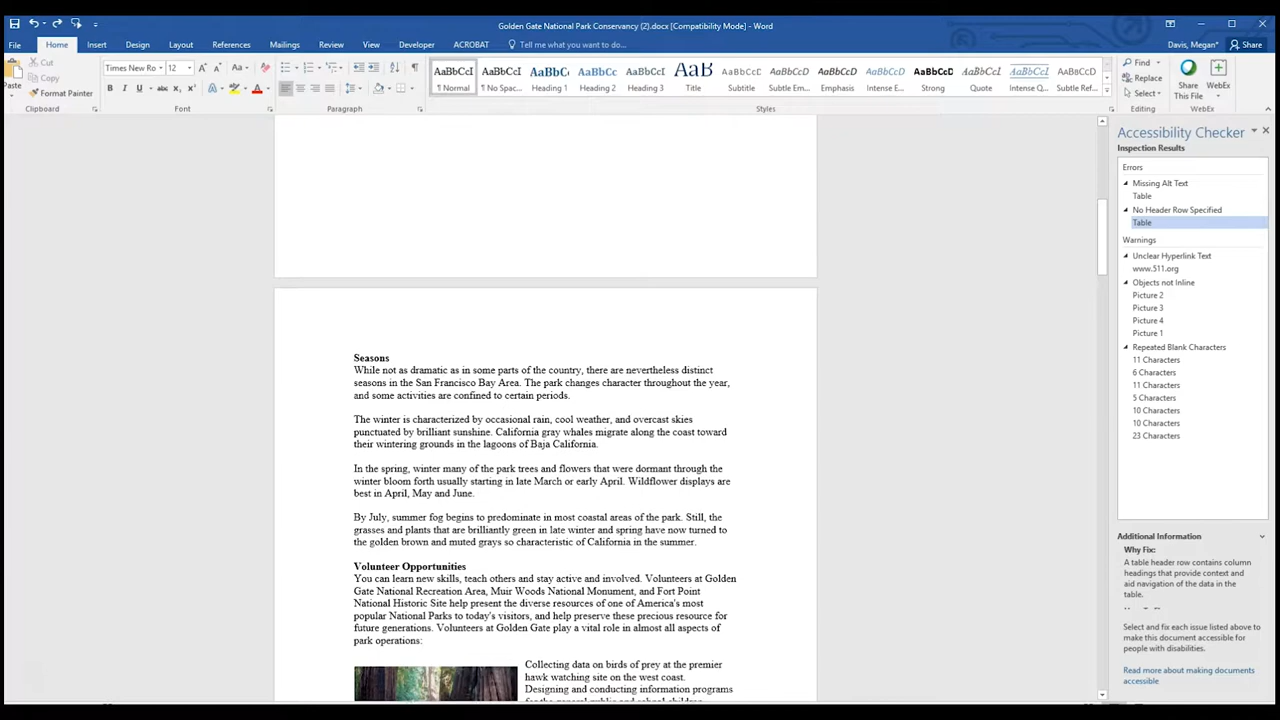 Golden Gate National Park Conservancy (2).docx [Compatibility Mode] - Word
File Home Insert Design Layout References Mailings Review View Developer ACROBAT Tell me what you want to do... Davis, Megan* Share
Cut
Copy
Paste
Format Painter
Clipboard
Times New Ro 12
Aa
B I U abc X₂ X²
Font
Paragraph
AaBbCcI AaBbCcI AaBbC AaBbCc AaBbCcI AaB AaBbCcD AaBbCcD AaBbCcD AaBbCcD AaBbCcI AaBbCcD AaBbCcI AaBbCcD
¶ Normal ¶ No Spac... Heading 1 Heading 2 Heading 3 Title Subtitle Subtle Em... Emphasis Intense E... Strong Quote Intense Q... Subtle Ref...
Styles
Find
Replace
Select
Editing
Share This File
WebEx
WebEx
Seasons
While not as dramatic as in some parts of the country, there are nevertheless distinct
seasons in the San Francisco Bay Area. The park changes character throughout the year,
and some activities are confined to certain periods.
The winter is characterized by occasional rain, cool weather, and overcast skies
punctuated by brilliant sunshine. California gray whales migrate along the coast toward
their wintering grounds in the lagoons of Baja California.
In the spring, winter many of the park trees and flowers that were dormant through the
winter bloom forth usually starting in late March or early April. Wildflower displays are
best in April, May and June.
By July, summer fog begins to predominate in most coastal areas of the park. Still, the
grasses and plants that are brilliantly green in late winter and spring have now turned to
the golden brown and muted grays so characteristic of California in the summer.
Volunteer Opportunities
You can learn new skills, teach others and stay active and involved. Volunteers at Golden
Gate National Recreation Area, Muir Woods National Monument, and Fort Point
National Historic Site help present the diverse resources of one of America's most
popular National Parks to today's visitors, and help preserve these precious resource for
future generations. Volunteers at Golden Gate play a vital role in almost all aspects of
park operations:
Collecting data on birds of prey at the premier
hawk watching site on the west coast.
Designing and conducting information programs
for the general public and school children
Accessibility Checker
Inspection Results
Errors
Missing Alt Text
Table
No Header Row Specified
Table
Warnings
Unclear Hyperlink Text
www.511.org
Objects not Inline
Picture 2
Picture 3
Picture 4
Picture 1
Repeated Blank Characters
11 Characters
6 Characters
11 Characters
5 Characters
10 Characters
10 Characters
23 Characters
Additional Information
Why Fix:
A table header row contains column
headings that provide context and
aid navigation of the data in the
table.
Select and fix each issue listed above to
make this document accessible for
people with disabilities.
Read more about making documents
accessible